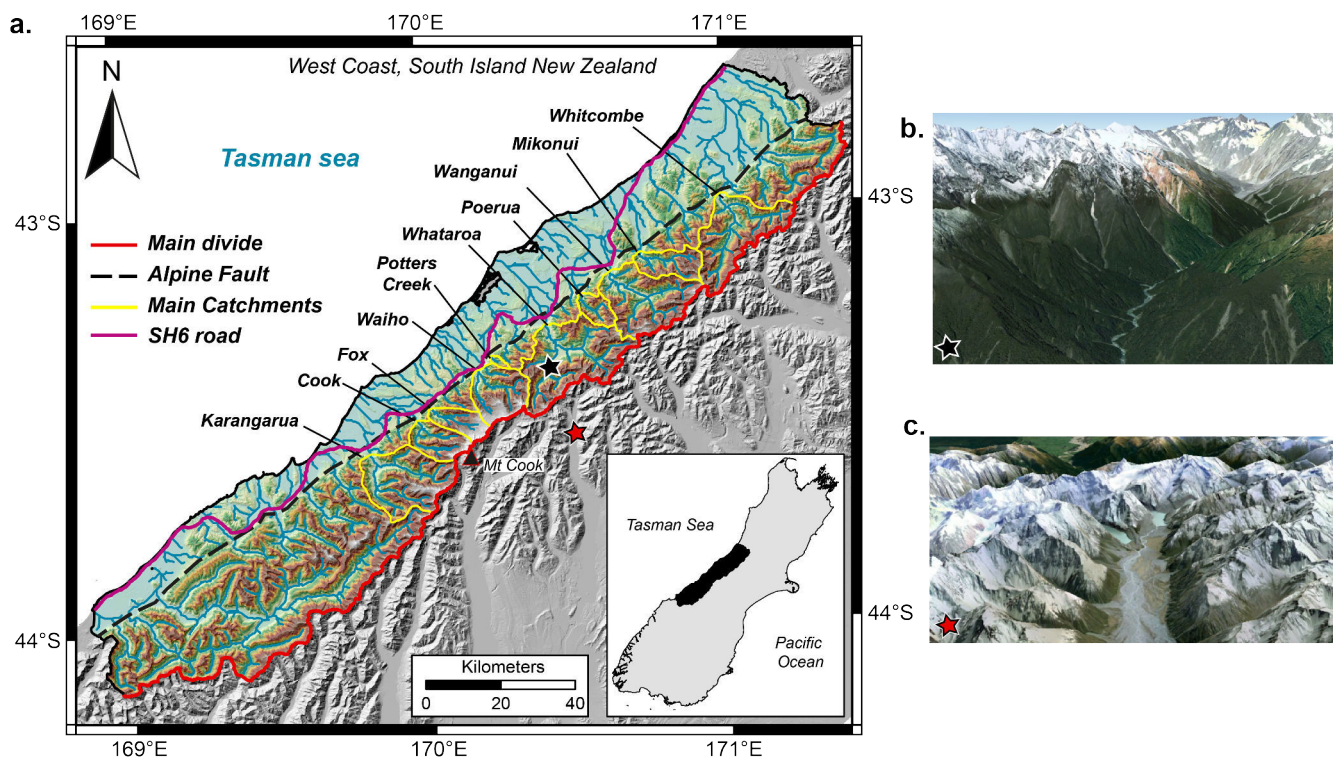 a.
169°E
170°E
171°E
N
West Coast, South Island New Zealand
Tasman sea
Whitcombe
Mikonui
Wanganui
Poerua
Whataroa
Potters
Creek
Waiho
Fox
Cook
Karangarua
43°S
43°S
Main divide
Alpine Fault
Main Catchments
SH6 road
Mt Cook
Tasman Sea
Pacific
Ocean
44°S
44°S
Kilometers
0
20
40
169°E
170°E
171°E
b.
c.